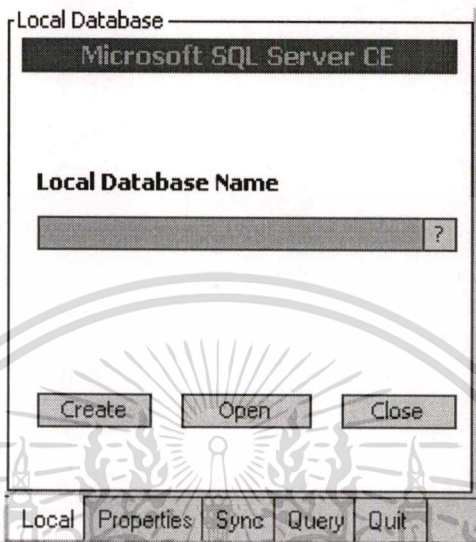 Local Database
Microsoft SQL Server CE
Local Database Name
?
Create Open Close
Local Properties Sync Query Quit